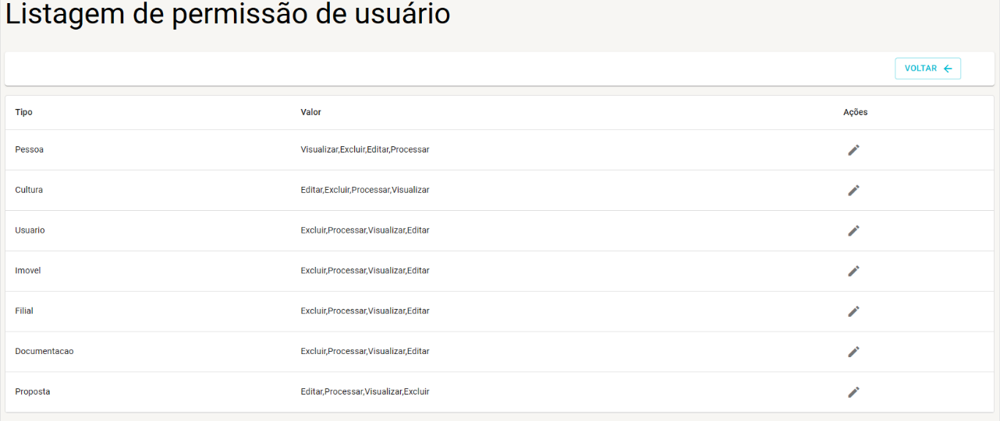 Listagem de permissão de usuário
VOLTAR
Tipo Valor Ações
Pessoa Visualizar,Excluir,Editar,Processar
Cultura Editar,Excluir,Processar,Visualizar
Usuario Excluir,Processar,Visualizar,Editar
Imovel Excluir,Processar,Visualizar,Editar
Filial Excluir,Processar,Visualizar,Editar
Documentacao Excluir,Processar,Visualizar,Editar
Proposta Editar,Processar,Visualizar,Excluir